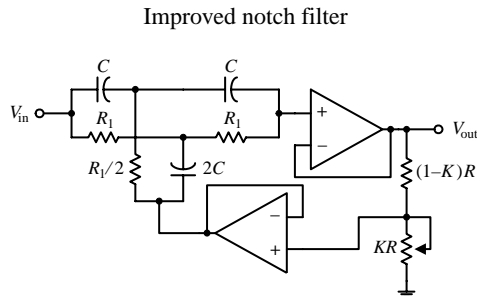 Improved notch filter
C
C
V_in
R_1
R_1
+
−
V_out
R_1/2
2C
(1–K)R
−
+
KR